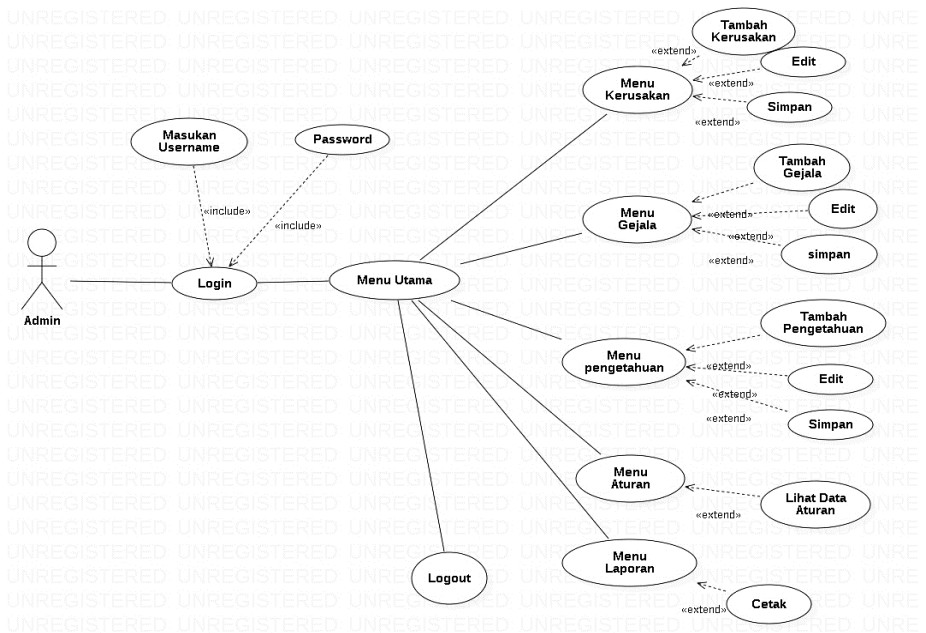 Tambah
Kerusakan
«extend»
Edit
Menu
Kerusakan
«extend»
Simpan
«extend»
Masukan
Username
Password
Tambah
Gejala
«include»
«include»
Menu
Gejala
«extend»
Edit
«extend»
simpan
«extend»
Admin
Login
Menu Utama
Tambah
Pengetahuan
Menu
pengetahuan
«extend»
Edit
«extend»
Simpan
«extend»
Menu
Aturan
Lihat Data
Aturan
«extend»
Menu
Laporan
Logout
Cetak
«extend»
UNREGISTERED